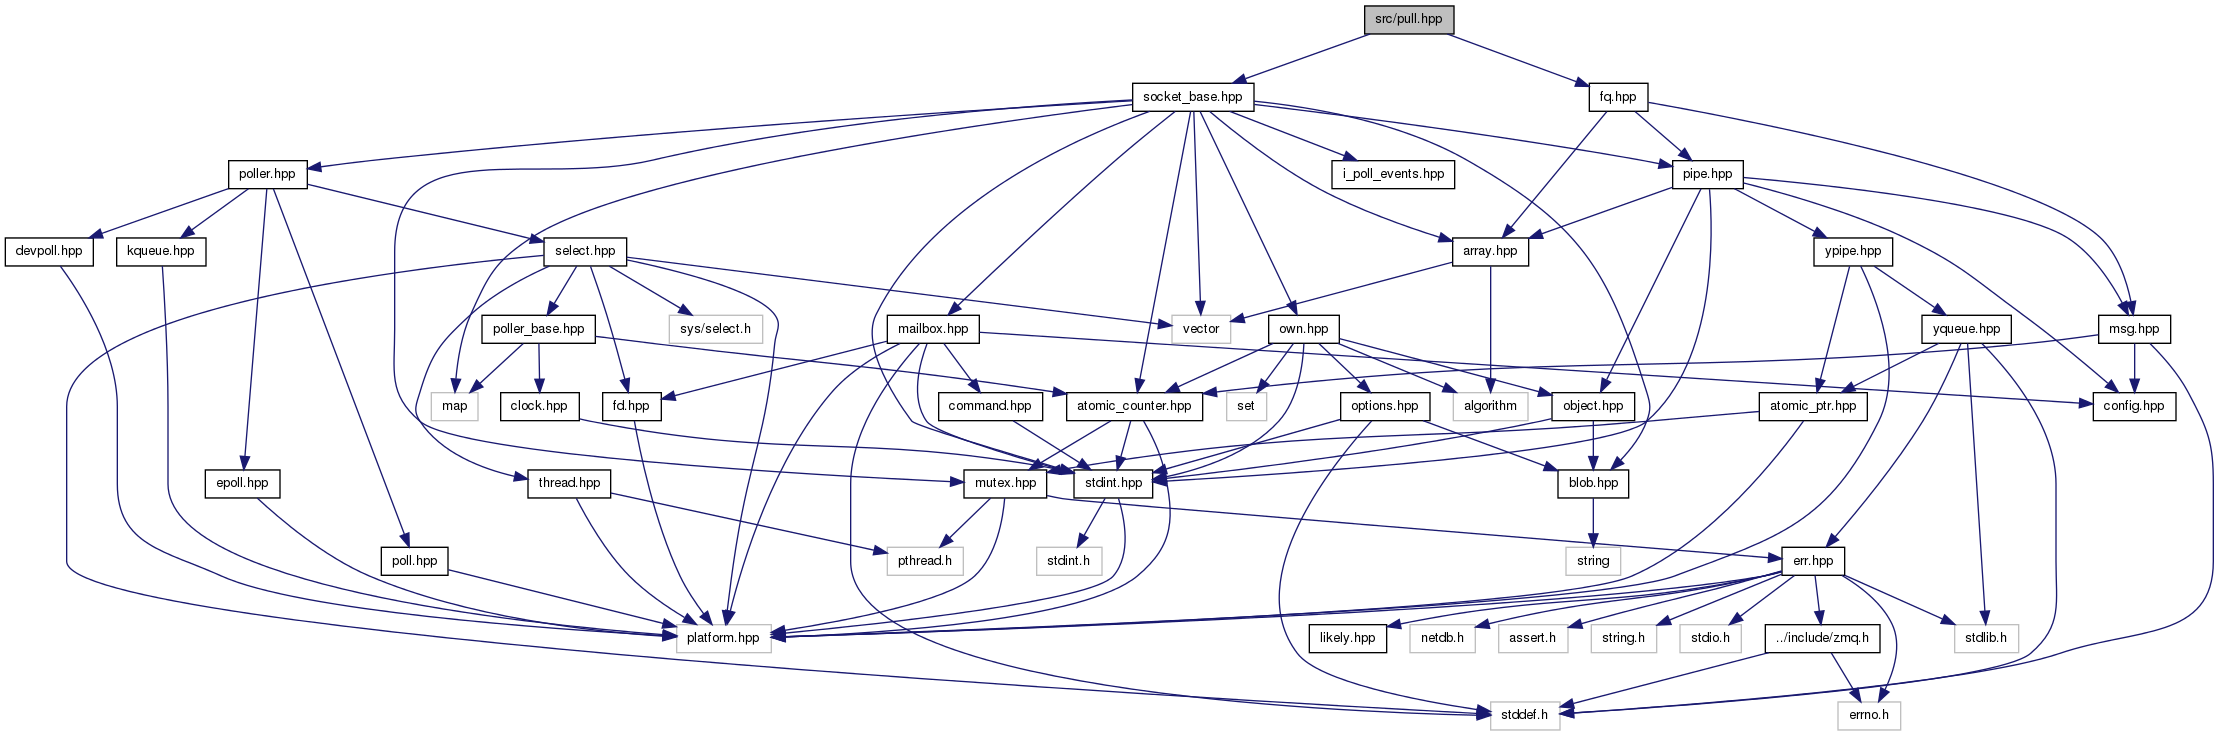 src/pull.hpp
socket_base.hpp
fq.hpp
poller.hpp
i_poll_events.hpp
pipe.hpp
devpoll.hpp
kqueue.hpp
select.hpp
array.hpp
ypipe.hpp
poller_base.hpp
sys/select.h
mailbox.hpp
vector
own.hpp
yqueue.hpp
msg.hpp
map
clock.hpp
fd.hpp
command.hpp
atomic_counter.hpp
set
options.hpp
algorithm
object.hpp
atomic_ptr.hpp
config.hpp
epoll.hpp
thread.hpp
mutex.hpp
stdint.hpp
blob.hpp
poll.hpp
pthread.h
stdint.h
string
err.hpp
platform.hpp
likely.hpp
netdb.h
assert.h
string.h
stdio.h
../include/zmq.h
stdlib.h
stddef.h
errno.h